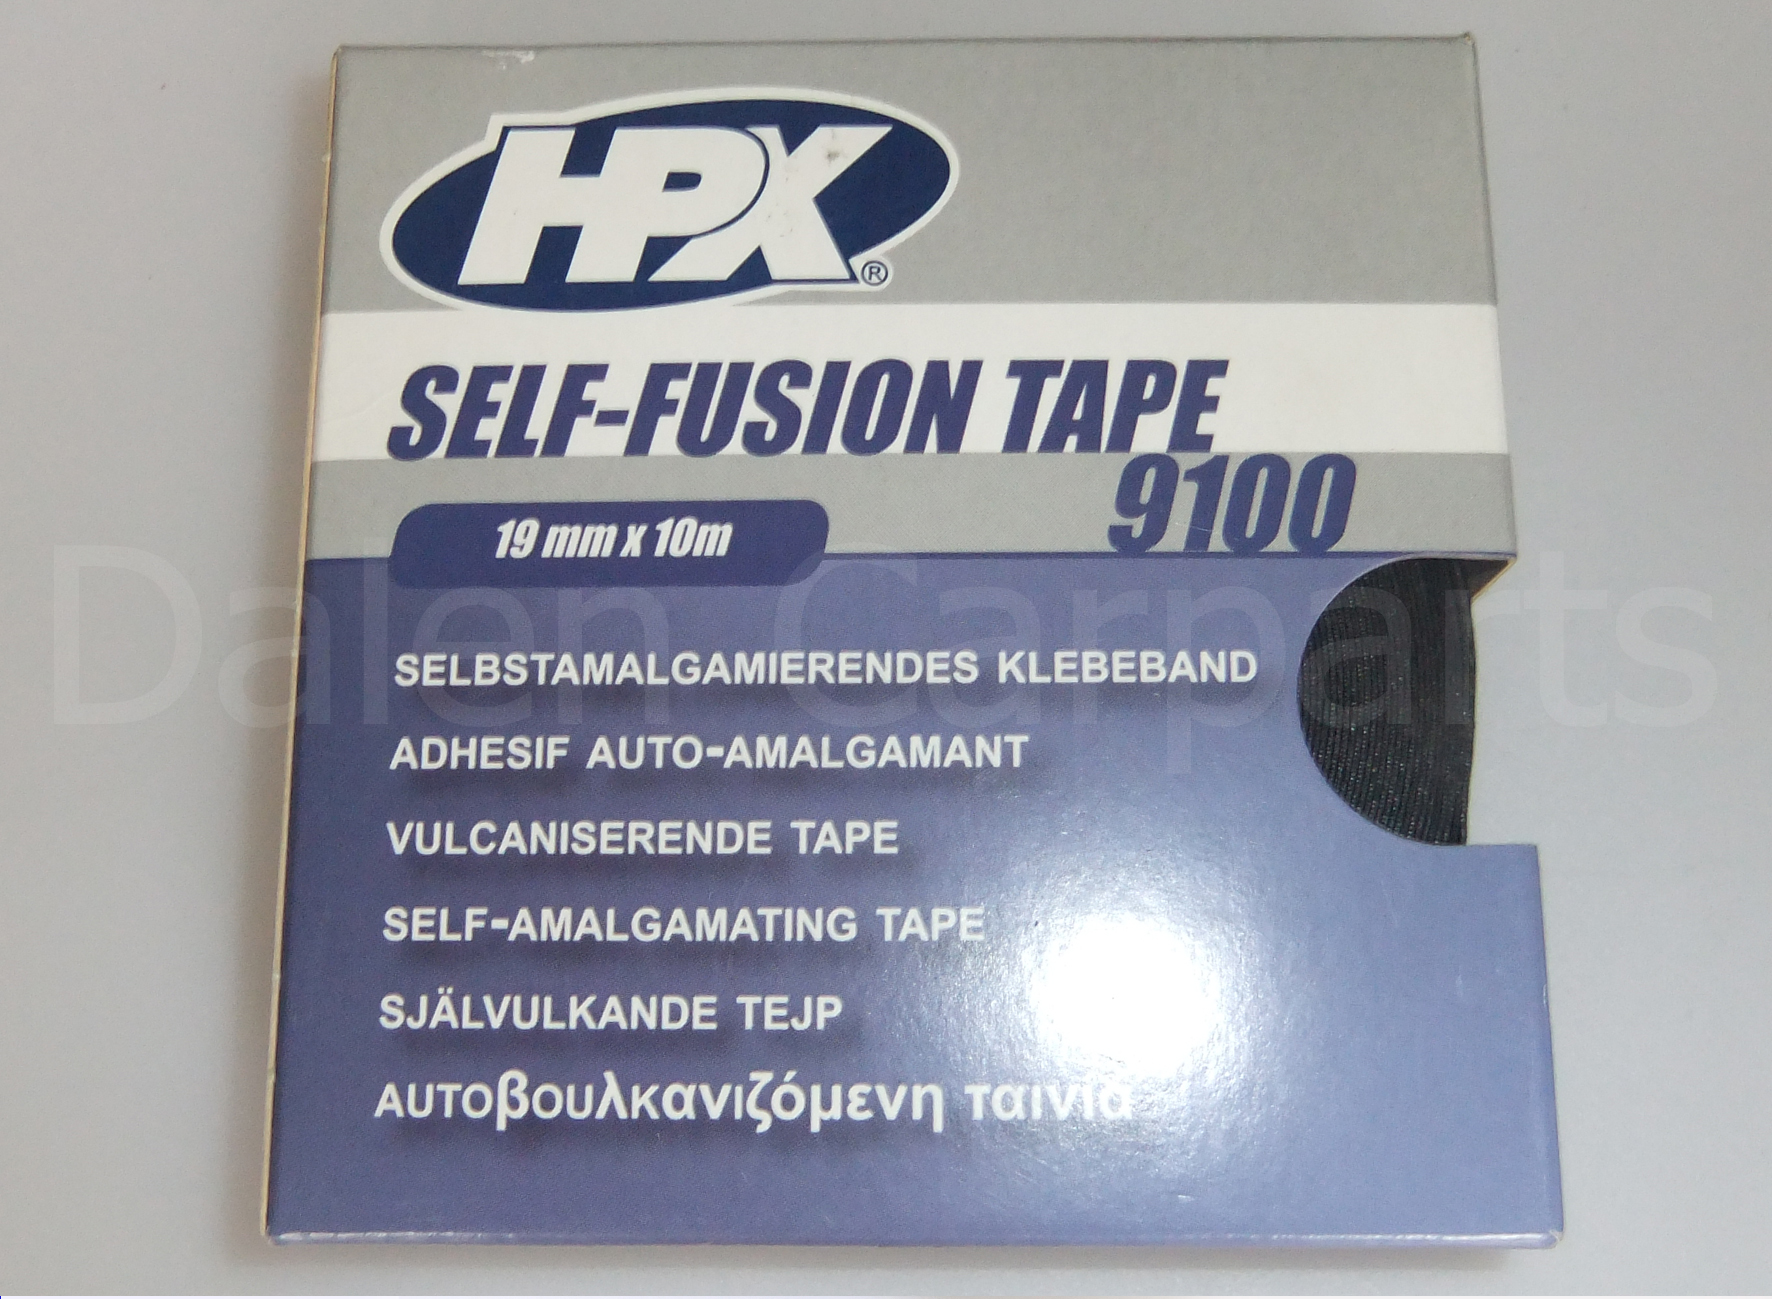 HPX®
SELF-FUSION TAPE
9100
19 mm x 10m
Dalen Carparts
SELBSTAMALGAMIERENDES KLEBEBAND
ADHESIF AUTO-AMALGAMANT
VULCANISERENDE TAPE
SELF-AMALGAMATING TAPE
SJÄLVULKANDE TEJP
AUTOβOUλKανιζόμενη ταινία